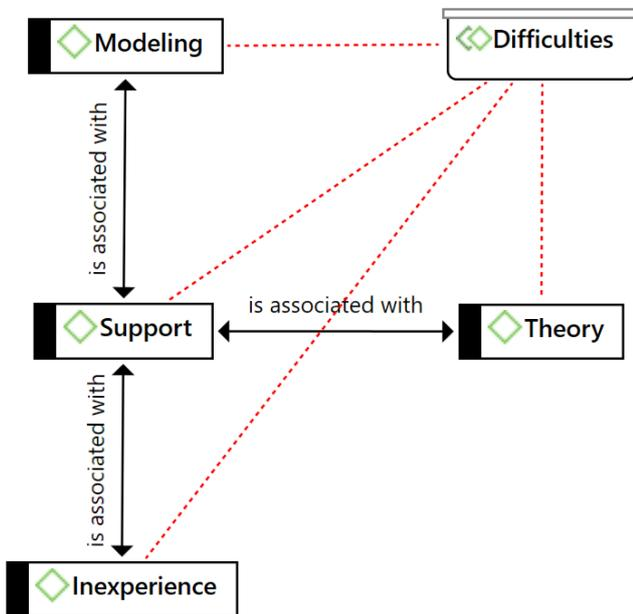 Modeling
Difficulties
is associated with
is associated with
Support
Theory
is associated with
Inexperience